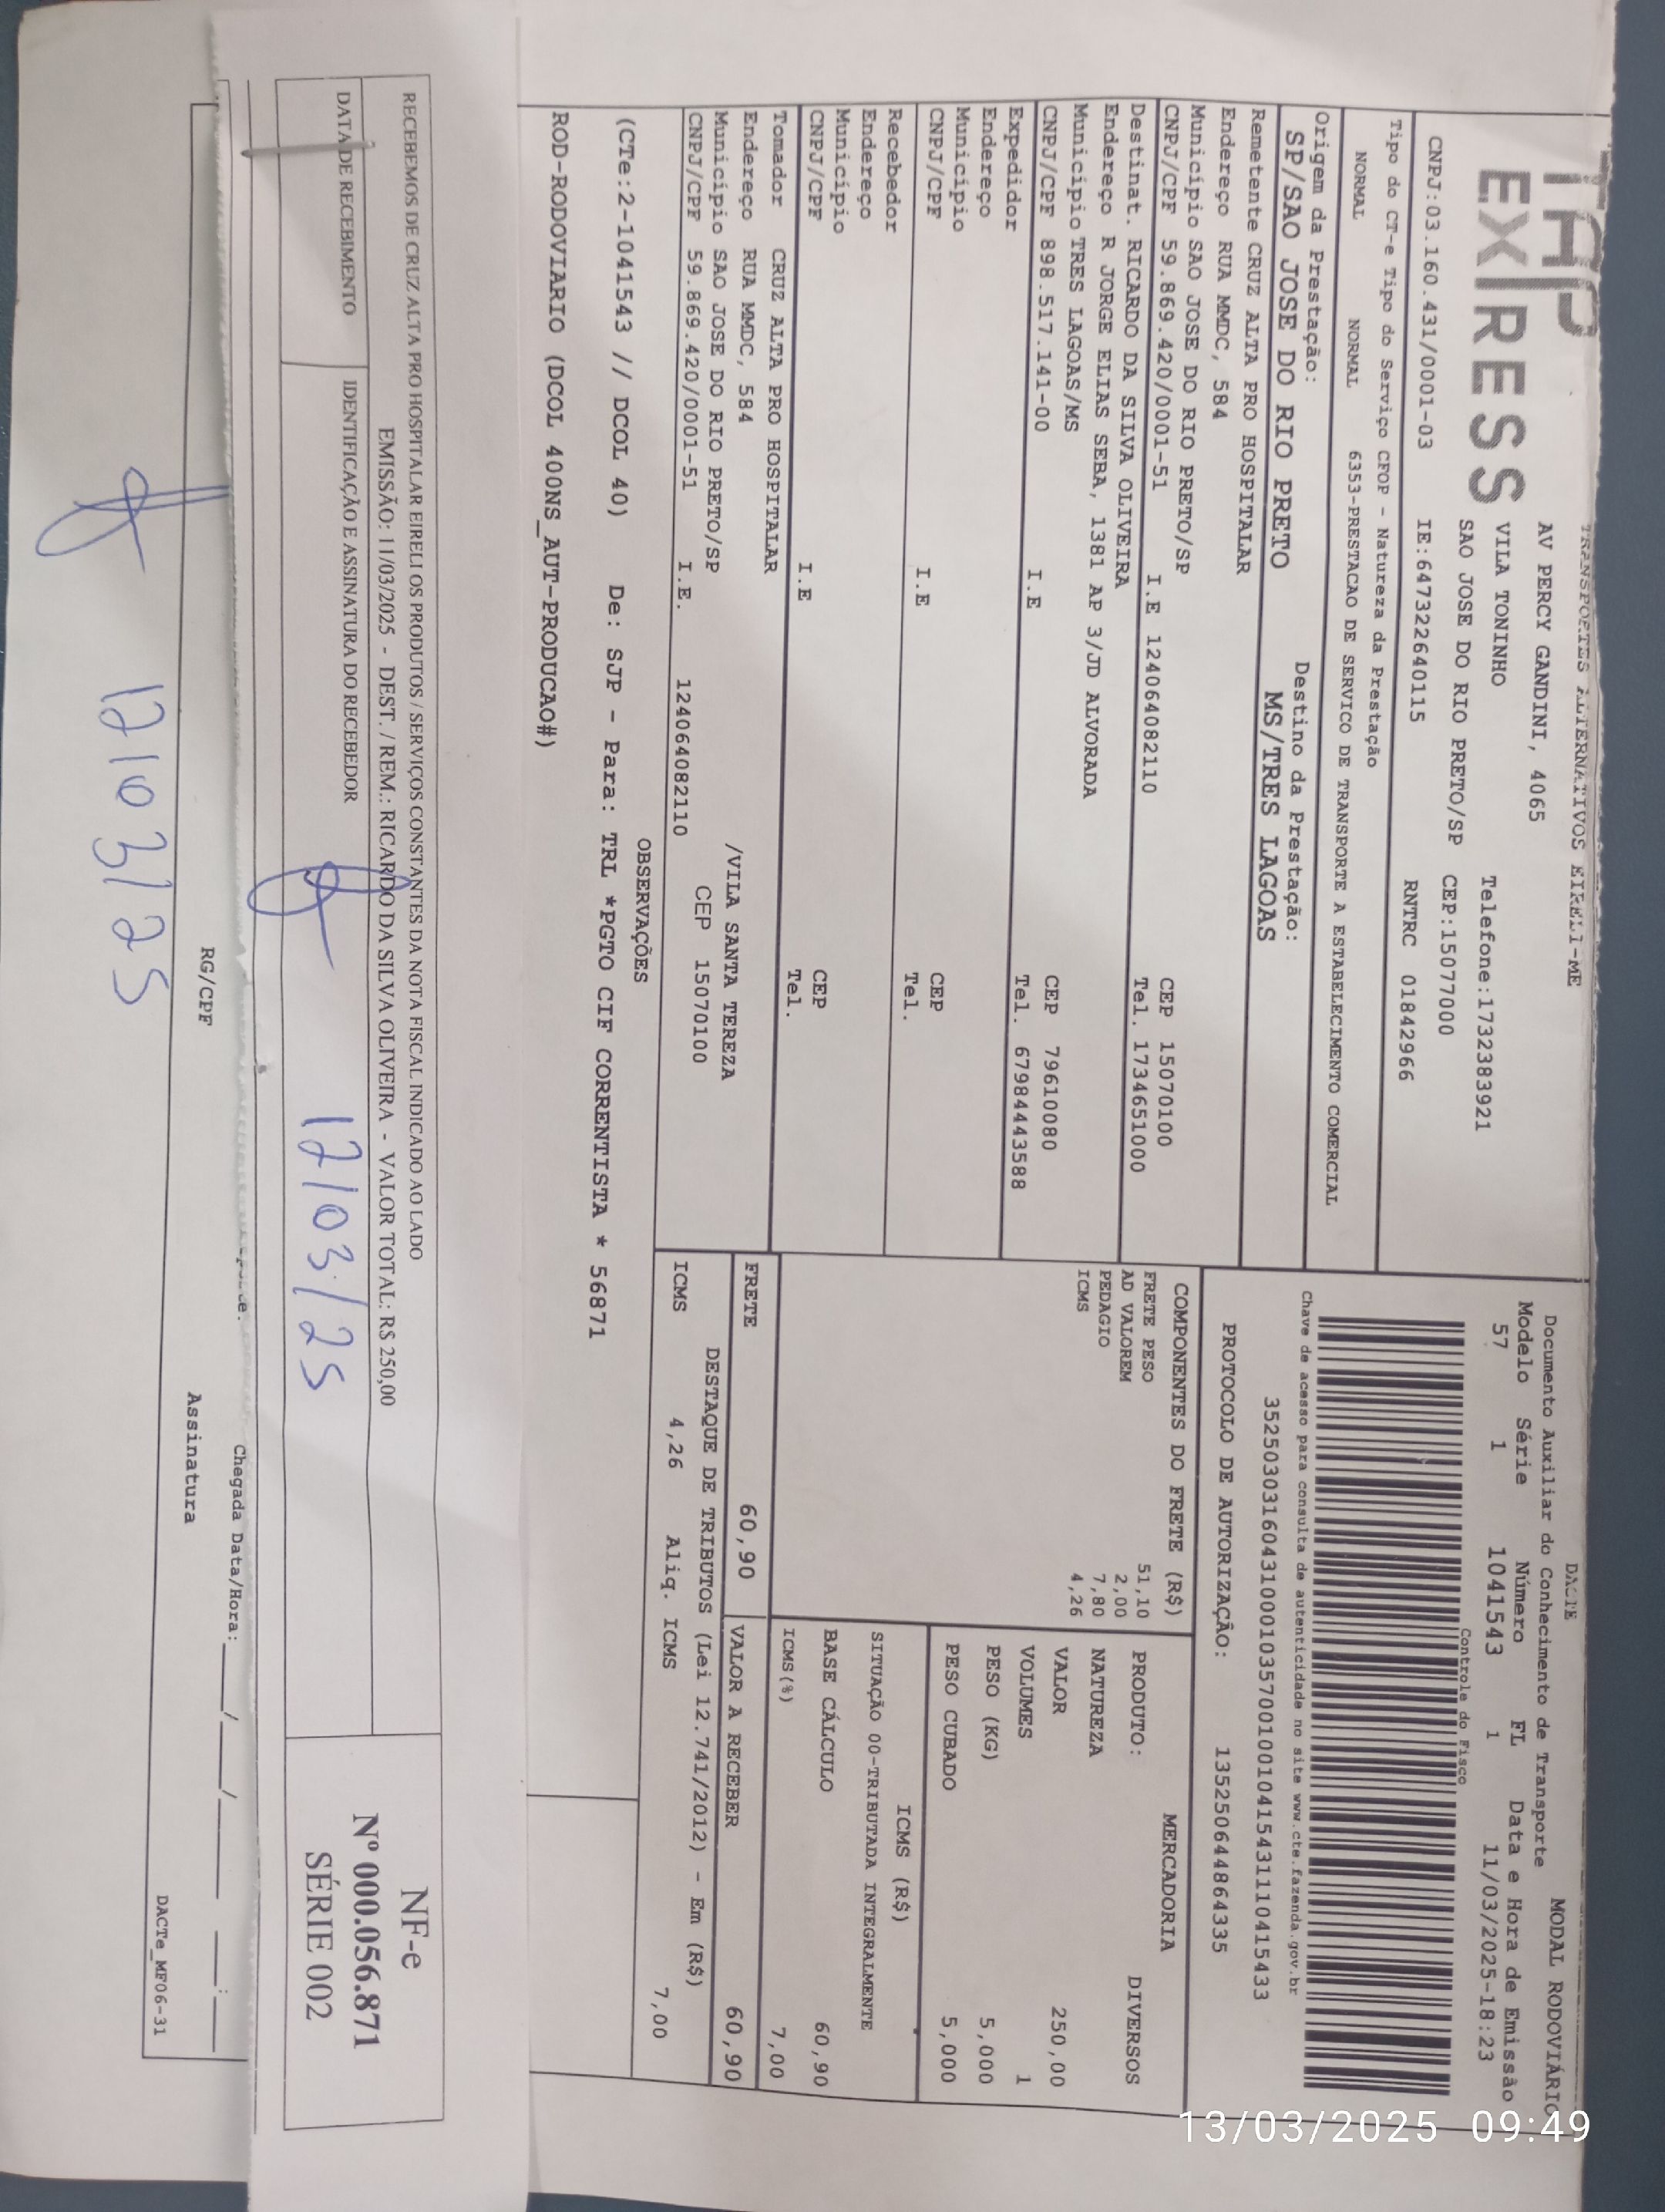 TAP
EX|RESS
TRANSPORTES ALTERNATIVOS EIRELI-ME
AV PERCY GANDINI, 4065
VILA TONINHO Telefone:1732383921
SAO JOSE DO RIO PRETO/SP CEP:15077000
CNPJ:03.160.431/0001-03 IE:647322640115 RNTRC 01842966
Tipo do CT-e Tipo do Serviço CFOP - Natureza da Prestação
NORMAL NORMAL 6353-PRESTACAO DE SERVICO DE TRANSPORTE A ESTABELECIMENTO COMERCIAL
Origem da Prestação: Destino da Prestação:
SP/SAO JOSE DO RIO PRETO MS/TRES LAGOAS
Remetente CRUZ ALTA PRO HOSPITALAR
Endereço RUA MMDC, 584
Município SAO JOSE DO RIO PRETO/SP CEP 15070100
CNPJ/CPF 59.869.420/0001-51 I.E 124064082110 Tel. 1734651000
Destinat. RICARDO DA SILVA OLIVEIRA
Endereço R JORGE ELIAS SEBA, 1381 AP 3/JD ALVORADA
Municipio TRES LAGOAS/MS CEP 79610080
CNPJ/CPF 898.517.141-00 I.E Tel. 67984443588
Expedidor
Endereço
Município CEP
CNPJ/CPF I.E Tel.
Recebedor
Endereço
Município CEP
CNPJ/CPF I.E Tel.
Tomador CRUZ ALTA PRO HOSPITALAR
Endereço RUA MMDC, 584 /VILA SANTA TEREZA
Município SAO JOSE DO RIO PRETO/SP CEP 15070100
CNPJ/CPF 59.869.420/0001-51 I.E. 124064082110
OBSERVAÇÕES
(CTe:2-1041543 // DCOL 40) De: SJP - Para: TRL *PGTO CIF CORRENTISTA * 56871
ROD-RODOVIARIO (DCOL 400NS_AUT-PRODUCAO#)
DACTE MODAL RODOVIÁRIO
Documento Auxiliar do Conhecimento de Transporte
Modelo Série Número FL Data e Hora de Emissão
57 1 1041543 1 11/03/2025-18:23
Controle do Fisco
Chave de acesso para consulta de autenticidade no site www.cte.fazenda.gov.br
35250303160431000103570010010415431110415433
PROTOCOLO DE AUTORIZAÇÃO: 135250644864335
COMPONENTES DO FRETE (R$)
FRETE PESO 51,10
AD VALOREM 2,00
PEDAGIO 7,80
ICMS 4,26
MERCADORIA
PRODUTO: DIVERSOS
NATUREZA
VALOR 250,00
VOLUMES 1
PESO (KG) 5,000
PESO CUBADO 5,000
ICMS (R$)
SITUAÇÃO 00-TRIBUTADA INTEGRALMENTE
BASE CÁLCULO 60,90
ICMS(%) 7,00
FRETE 60,90 VALOR A RECEBER 60,90
DESTAQUE DE TRIBUTOS (Lei 12.741/2012) - Em (R$)
ICMS 4,26 Aliq. ICMS 7,00
RECEBEMOS DE CRUZ ALTA PRO HOSPITALAR EIRELI OS PRODUTOS / SERVIÇOS CONSTANTES DA NOTA FISCAL INDICADO AO LADO
EMISSÃO: 11/03/2025 - DEST. / REM.: RICARDO DA SILVA OLIVEIRA - VALOR TOTAL: R$ 250,00
DATA DE RECEBIMENTO IDENTIFICAÇÃO E ASSINATURA DO RECEBEDOR
12/03/25
NF-e
Nº 000.056.871
SÉRIE 002
Chegada Data/Hora:___/___/_____ ___:___
RG/CPF Assinatura
DACTe_MF06-31
12/03/25
13/03/2025 09:49